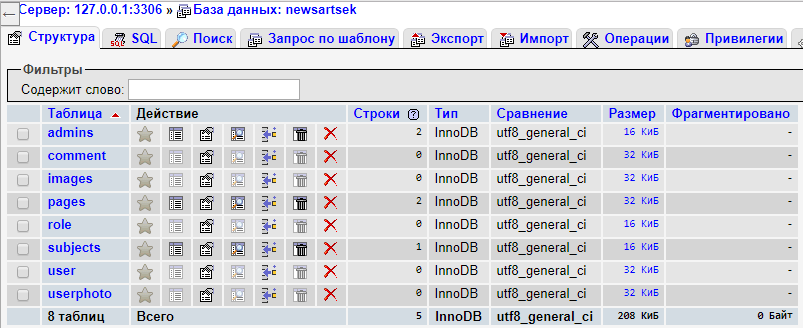 Сервер: 127.0.0.1:3306 » База данных: newsartsek
Структура SQL Поиск Запрос по шаблону Экспорт Импорт Операции Привилегии
Фильтры
Содержит слово:
Таблица Действие Строки Тип Сравнение Размер Фрагментировано
admins 2 InnoDB utf8_general_ci 16 КиБ -
comment 0 InnoDB utf8_general_ci 32 КиБ -
images 0 InnoDB utf8_general_ci 32 КиБ -
pages 2 InnoDB utf8_general_ci 32 КиБ -
role 0 InnoDB utf8_general_ci 16 КиБ -
subjects 1 InnoDB utf8_general_ci 16 КиБ -
user 0 InnoDB utf8_general_ci 32 КиБ -
userphoto 0 InnoDB utf8_general_ci 32 КиБ -
8 таблиц Всего 5 InnoDB utf8_general_ci 208 КиБ 0 Байт